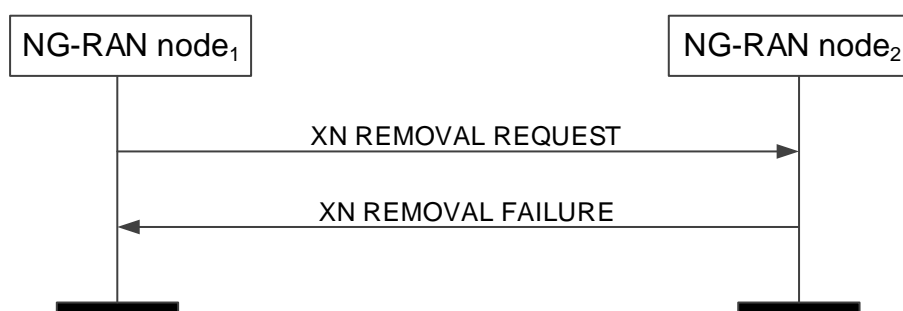 NG-RAN node₁
NG-RAN node₂
XN REMOVAL REQUEST
XN REMOVAL FAILURE